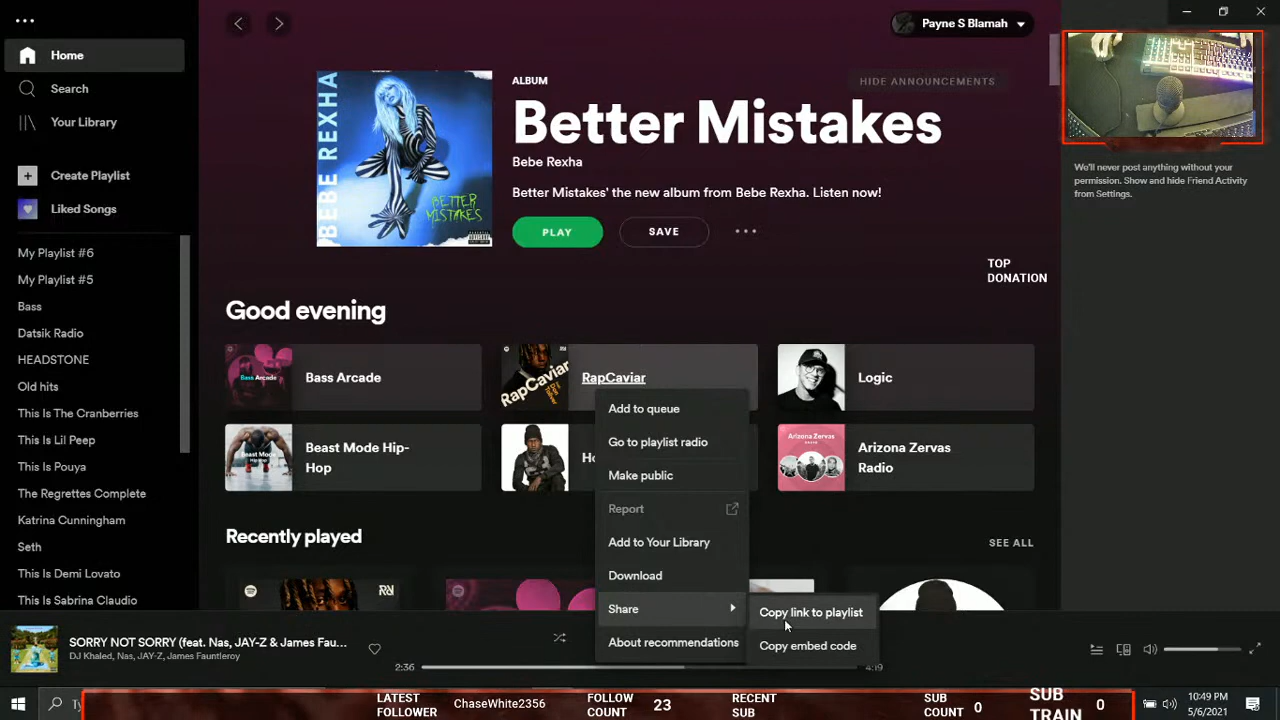 Payne S Blamah
Home
Search
Your Library
Create Playlist
Liked Songs
My Playlist #6
My Playlist #5
Bass
Datsik Radio
HEADSTONE
Old hits
This Is The Cranberries
This Is Lil Peep
This Is Pouya
The Regrettes Complete
Katrina Cunningham
Seth
This Is Demi Lovato
This Is Sabrina Claudio
BEBE REXHA
BETTER
MISTAKES
ALBUM
HIDE ANNOUNCEMENTS
Better Mistakes
Bebe Rexha
Better Mistakes' the new album from Bebe Rexha. Listen now!
PLAY
SAVE
TOP
DONATION
We'll never post anything without your
permission. Show and hide Friend Activity
from Settings.
Good evening
Bass Arcade
Bass Arcade
RapCaviar
RapCaviar
Logic
Beast Mode
Beast Mode Hip-
Hop
Ho
Arizona Zervas
Arizona Zervas
Radio
Add to queue
Go to playlist radio
Make public
Report
Add to Your Library
Download
Share
About recommendations
Copy link to playlist
Copy embed code
Recently played
SEE ALL
SORRY NOT SORRY (feat. Nas, JAY-Z & James Fau...
DJ Khaled, Nas, JAY-Z, James Fauntleroy
2:36
4:19
LATEST
FOLLOWER
ChaseWhite2356
FOLLOW
COUNT
23
RECENT
SUB
SUB
COUNT
0
SUB
TRAIN
0
10:49 PM
5/6/2021